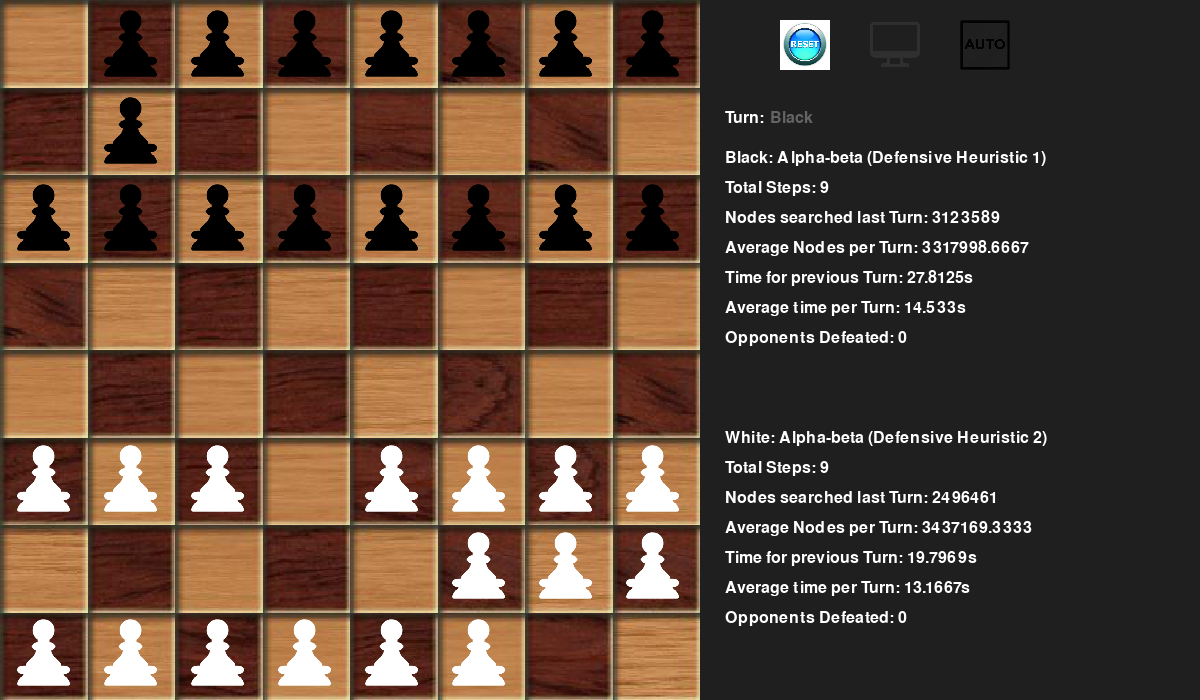 RESET
AUTO
Turn: Black
Black: Alpha-beta (Defensive Heuristic 1)
Total Steps: 9
Nodes searched last Turn: 3123589
Average Nodes per Turn: 3317998.6667
Time for previous Turn: 27.8125s
Average time per Turn: 14.533s
Opponents Defeated: 0
White: Alpha-beta (Defensive Heuristic 2)
Total Steps: 9
Nodes searched last Turn: 2496461
Average Nodes per Turn: 3437169.3333
Time for previous Turn: 19.7969s
Average time per Turn: 13.1667s
Opponents Defeated: 0